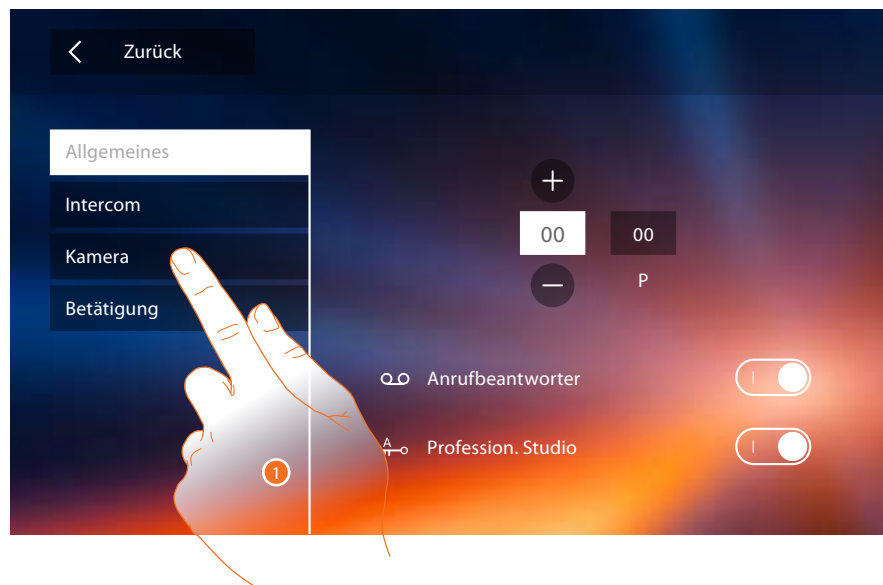 Zurück
Allgemeines
Intercom
Kamera
Betätigung
00 00
P
Anrufbeantworter
A
Profession. Studio
1